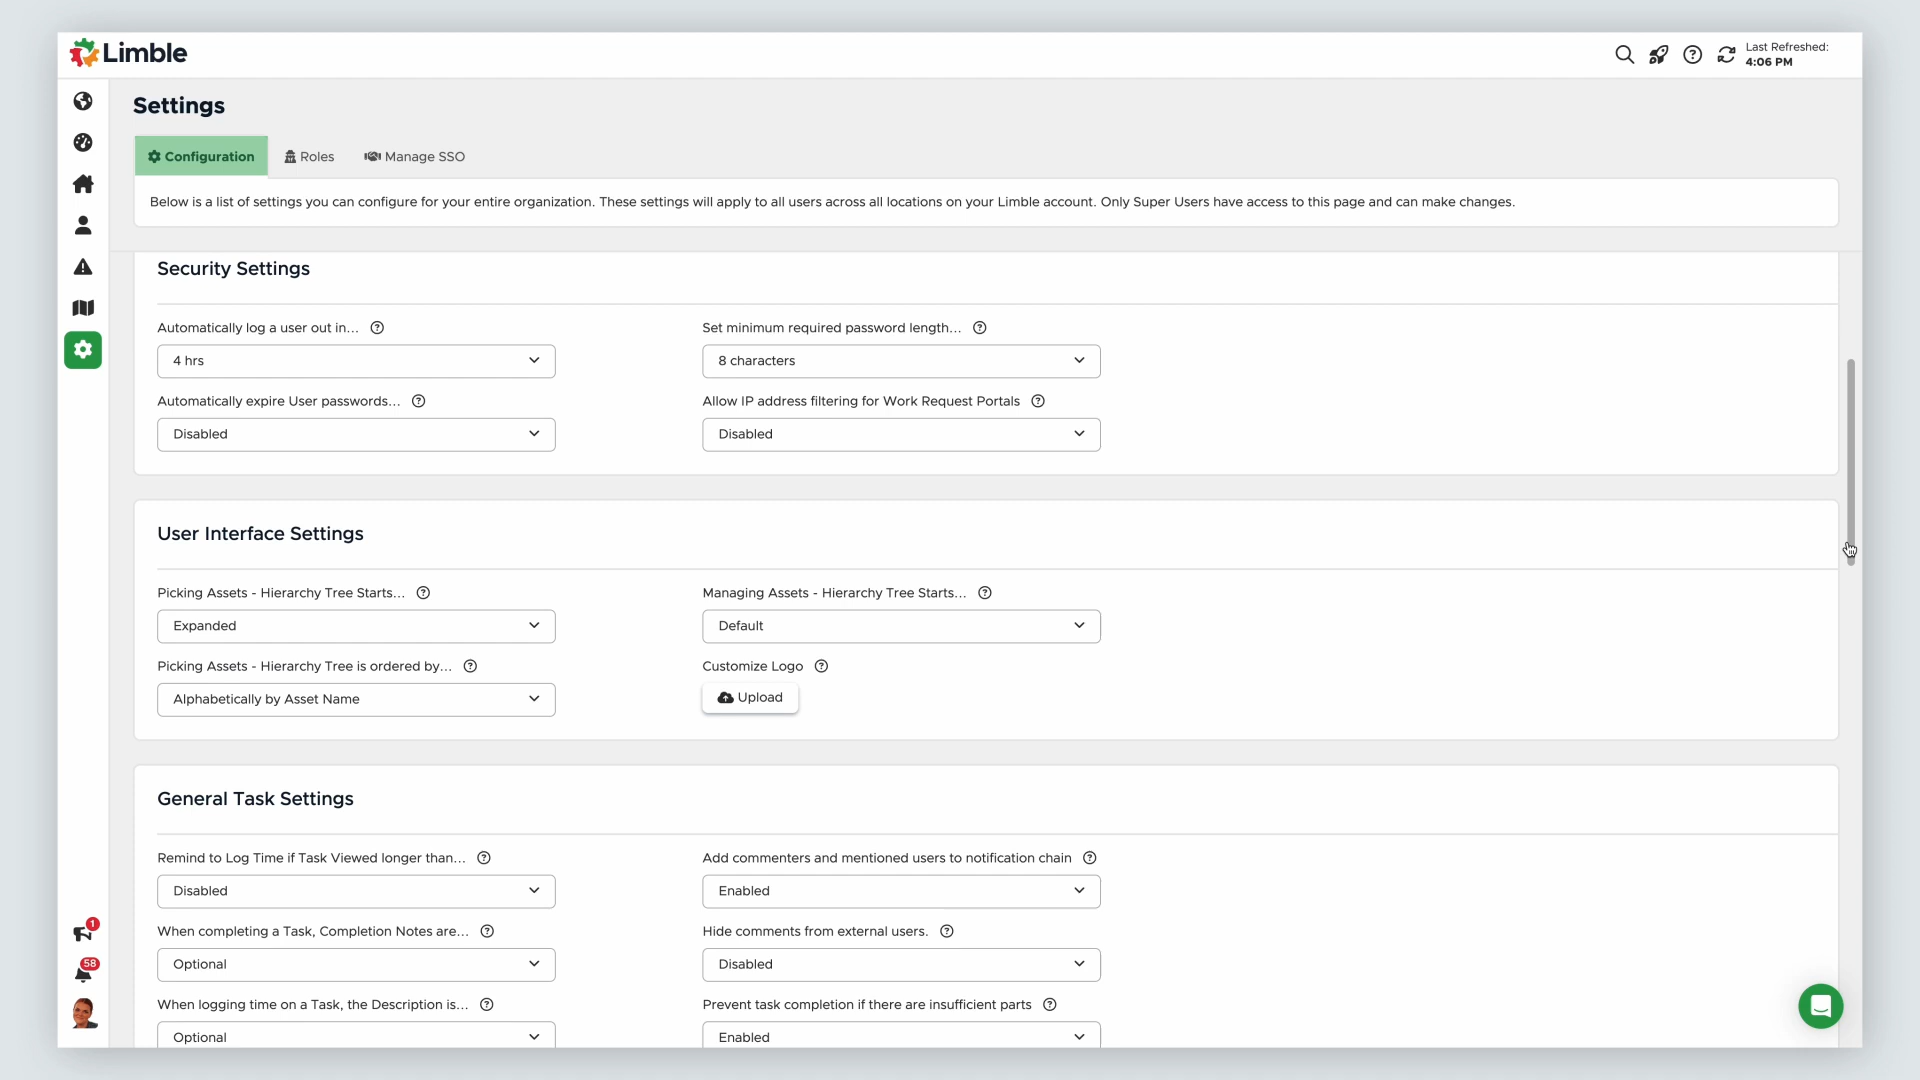 Limble
Last Refreshed:
4:06 PM
Settings
Configuration
Roles
Manage SSO
Below is a list of settings you can configure for your entire organization. These settings will apply to all users across all locations on your Limble account. Only Super Users have access to this page and can make changes.
Security Settings
Automatically log a user out in...
Set minimum required password length...
4 hrs
8 characters
Automatically expire User passwords...
Allow IP address filtering for Work Request Portals
Disabled
Disabled
User Interface Settings
Picking Assets - Hierarchy Tree Starts...
Managing Assets - Hierarchy Tree Starts...
Expanded
Default
Picking Assets - Hierarchy Tree is ordered by...
Customize Logo
Alphabetically by Asset Name
Upload
General Task Settings
Remind to Log Time if Task Viewed longer than...
Add commenters and mentioned users to notification chain
Disabled
Enabled
1
When completing a Task, Completion Notes are...
Hide comments from external users.
58
Optional
Disabled
When logging time on a Task, the Description is...
Prevent task completion if there are insufficient parts
Optional
Enabled